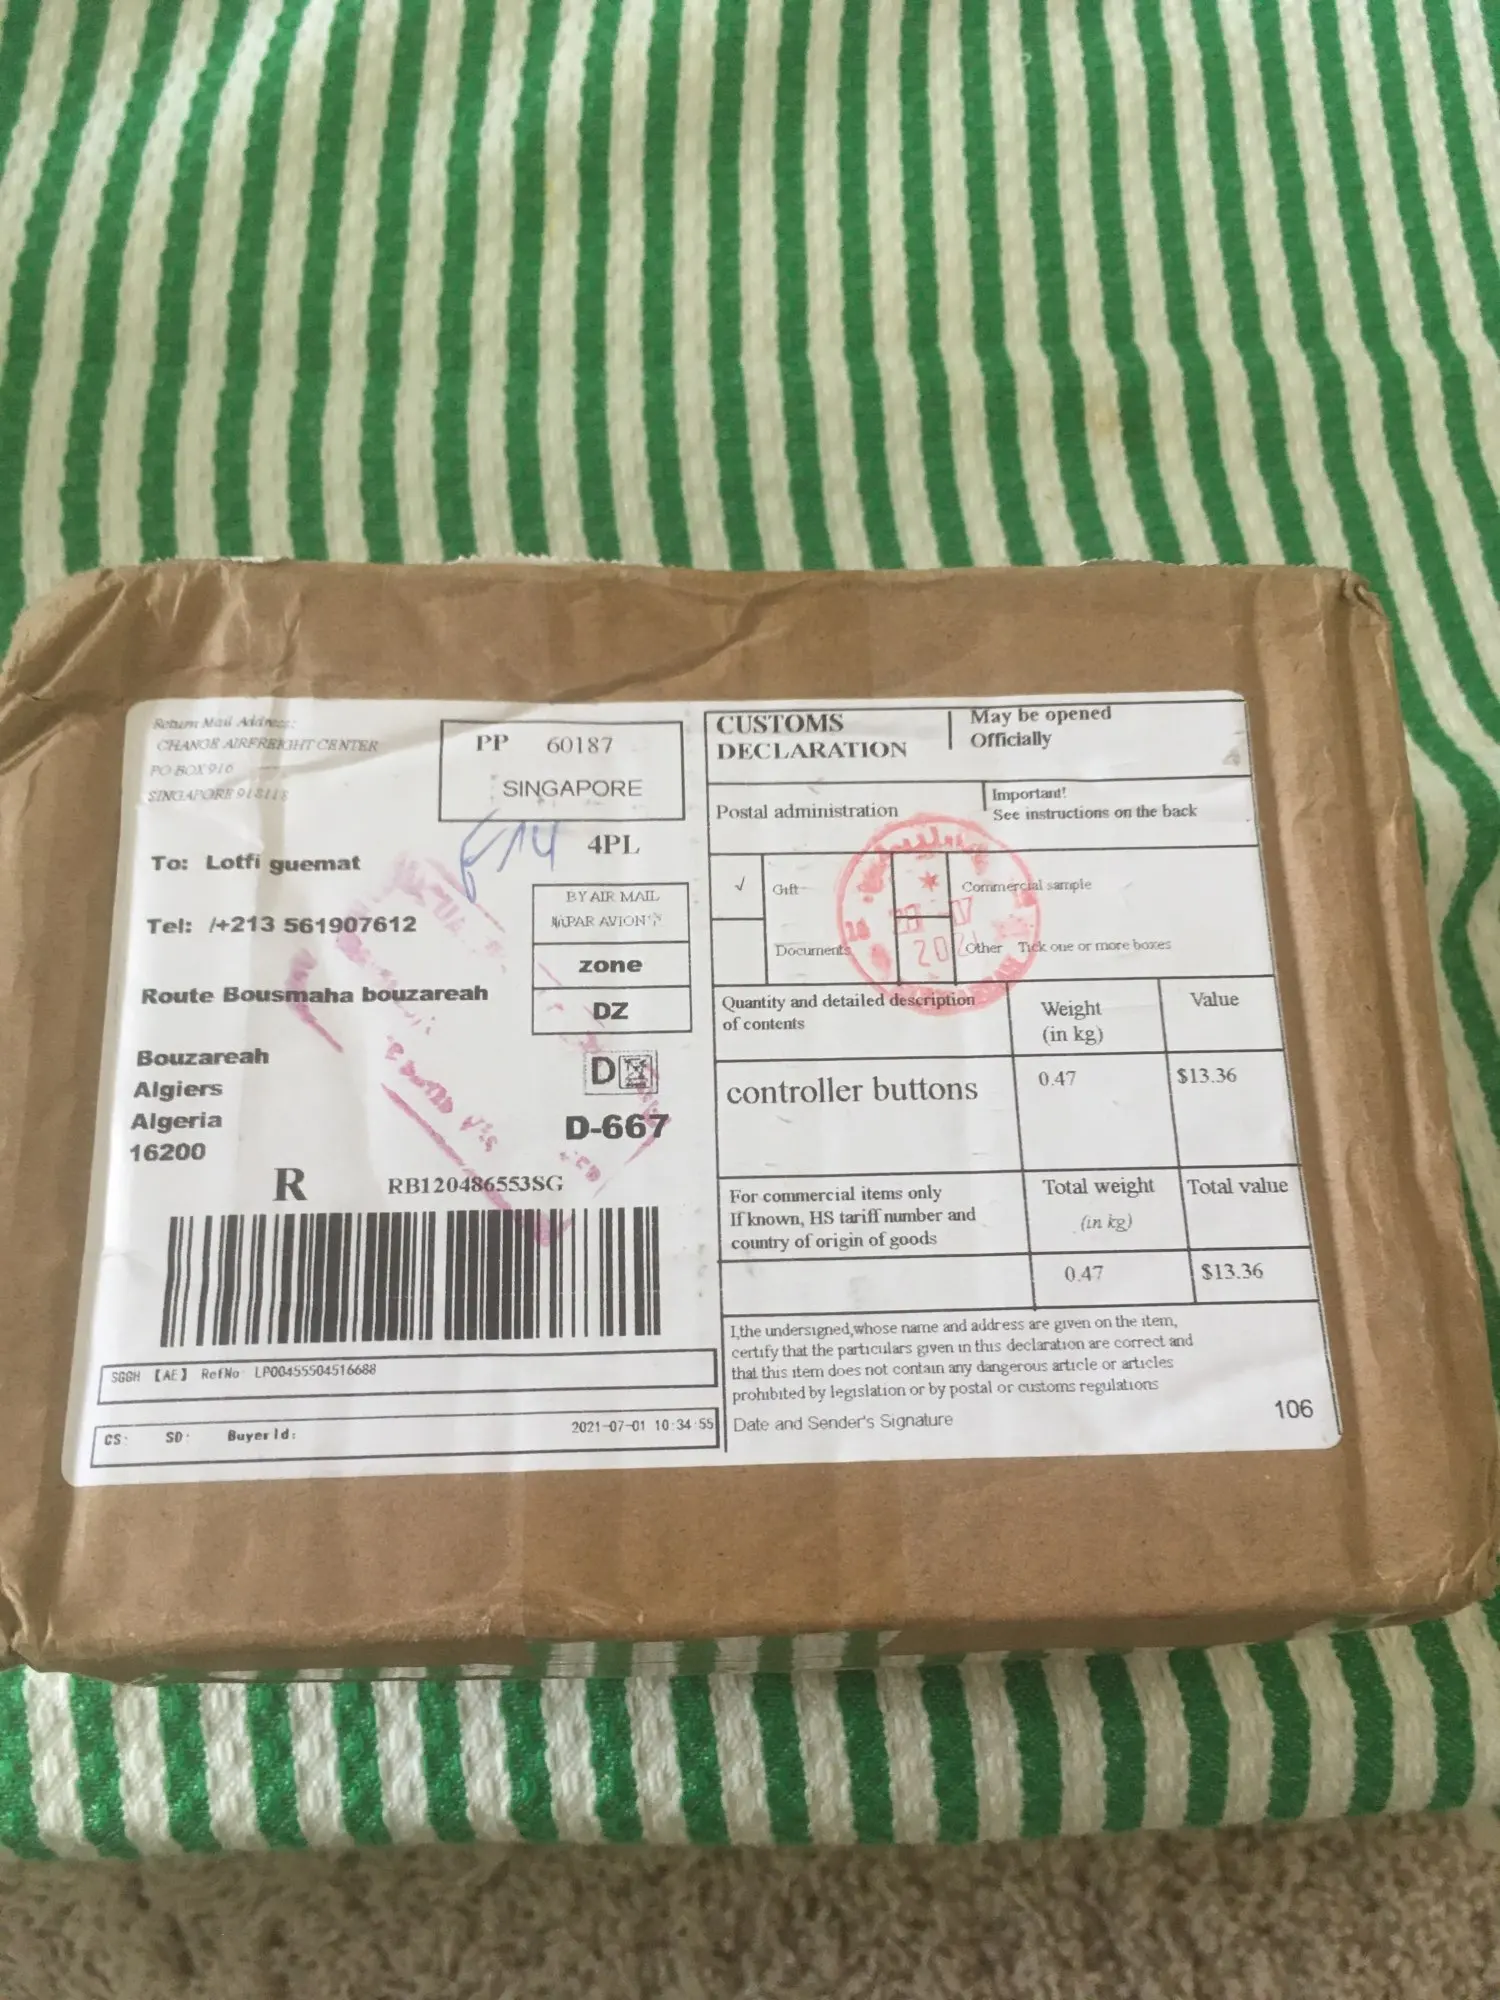 Return Mail Address:
CHANGE AIRFREIGHT CENTER
PO BOX 916
SINGAPORE 918118
PP 60187
SINGAPORE
614
4PL
To: Lotfi guemat
BY AIR MAIL
PAR AVION
Tel: /+213 561907612
zone
Route Bousmaha bouzareah
DZ
Bouzareah
Algiers
Algeria
16200
D
D-667
R RB120486553SG
SGGH 【AE】 RefNo LP00455504516688
CS: SD: Buyer Id: 2021-07-01 10:34:55
CUSTOMS
DECLARATION
May be opened
Officially
Postal administration
Important!
See instructions on the back
√ Gift
Commercial sample
Documents
Other Tick one or more boxes
Quantity and detailed description
of contents
Weight
(in kg)
Value
controller buttons 0.47 $13.36
For commercial items only
If known, HS tariff number and
country of origin of goods
Total weight
(in kg)
Total value
0.47 $13.36
I,the undersigned,whose name and address are given on the item,
certify that the particulars given in this declaration are correct and
that this item does not contain any dangerous article or articles
prohibited by legislation or by postal or customs regulations
Date and Sender's Signature 106